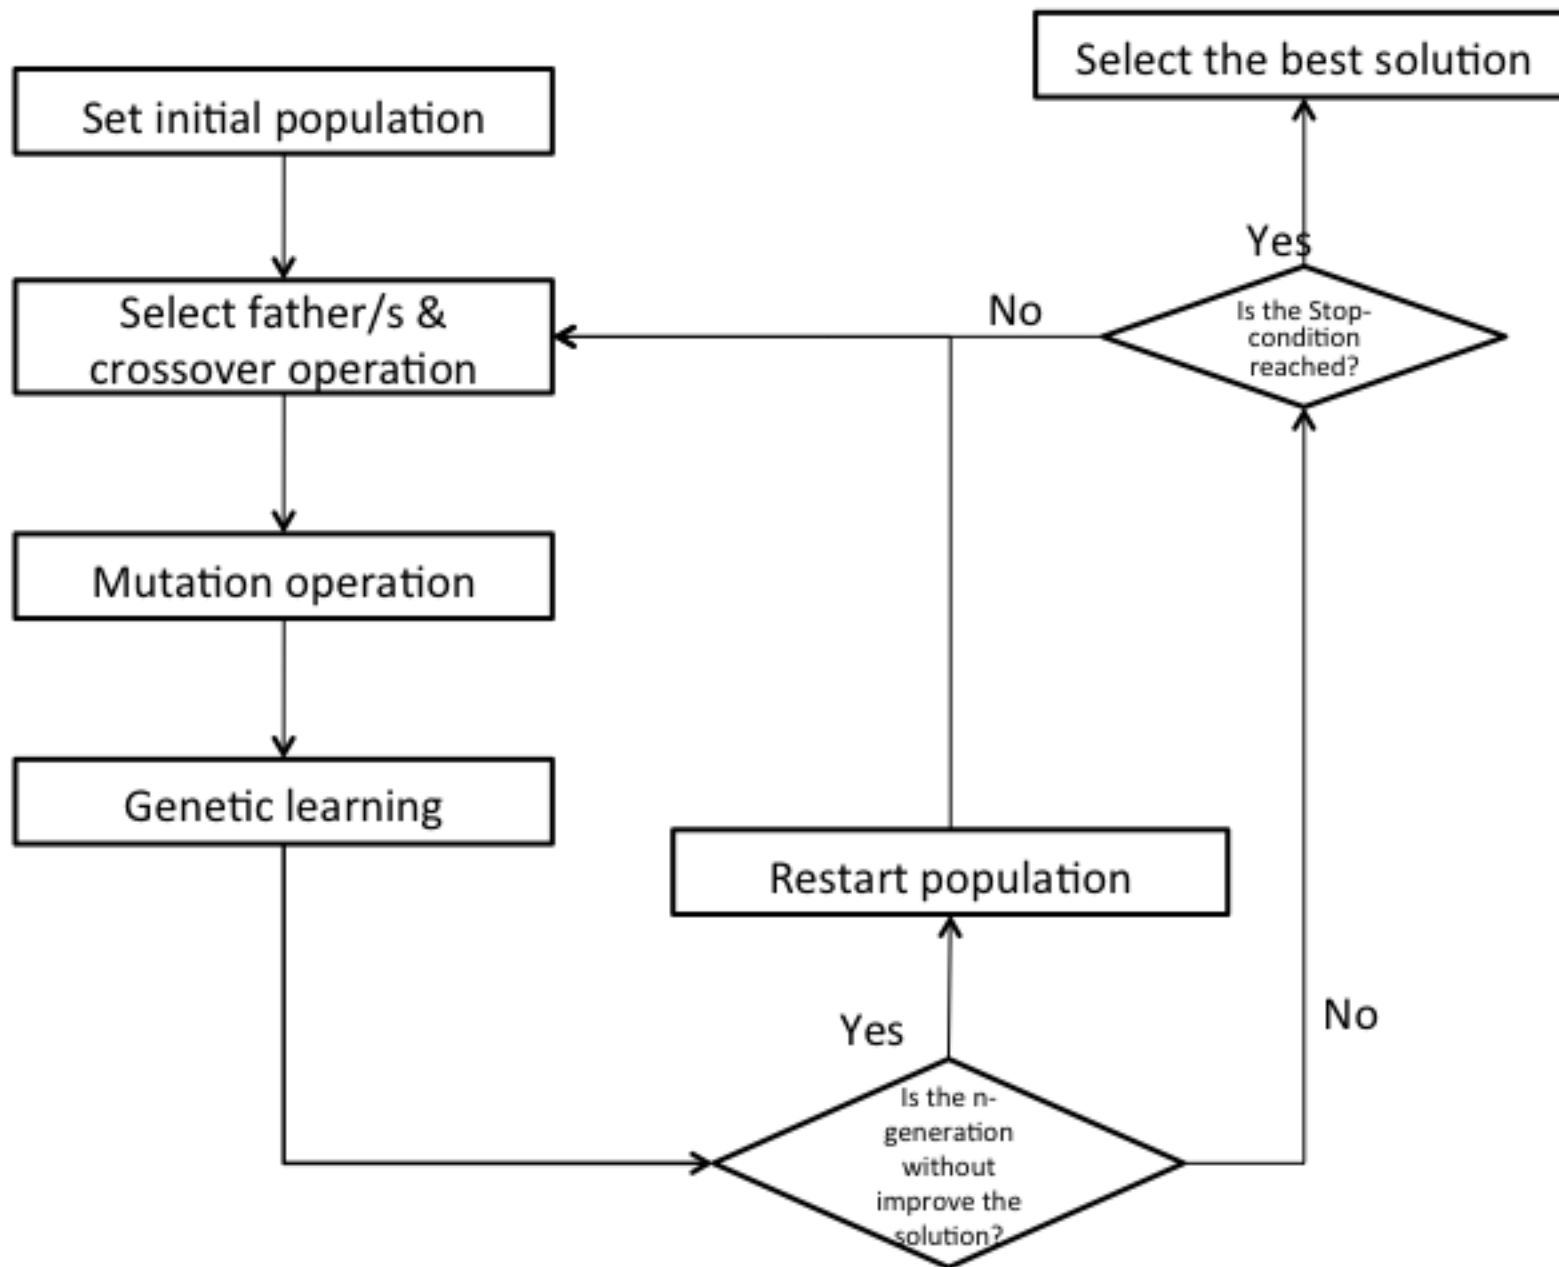 Select the best solution
Set initial population
Yes
Select father/s &
crossover operation
No
Is the Stop-
condition
reached?
Mutation operation
Genetic learning
Restart population
Yes
No
Is the n-
generation
without
improve the
solution?